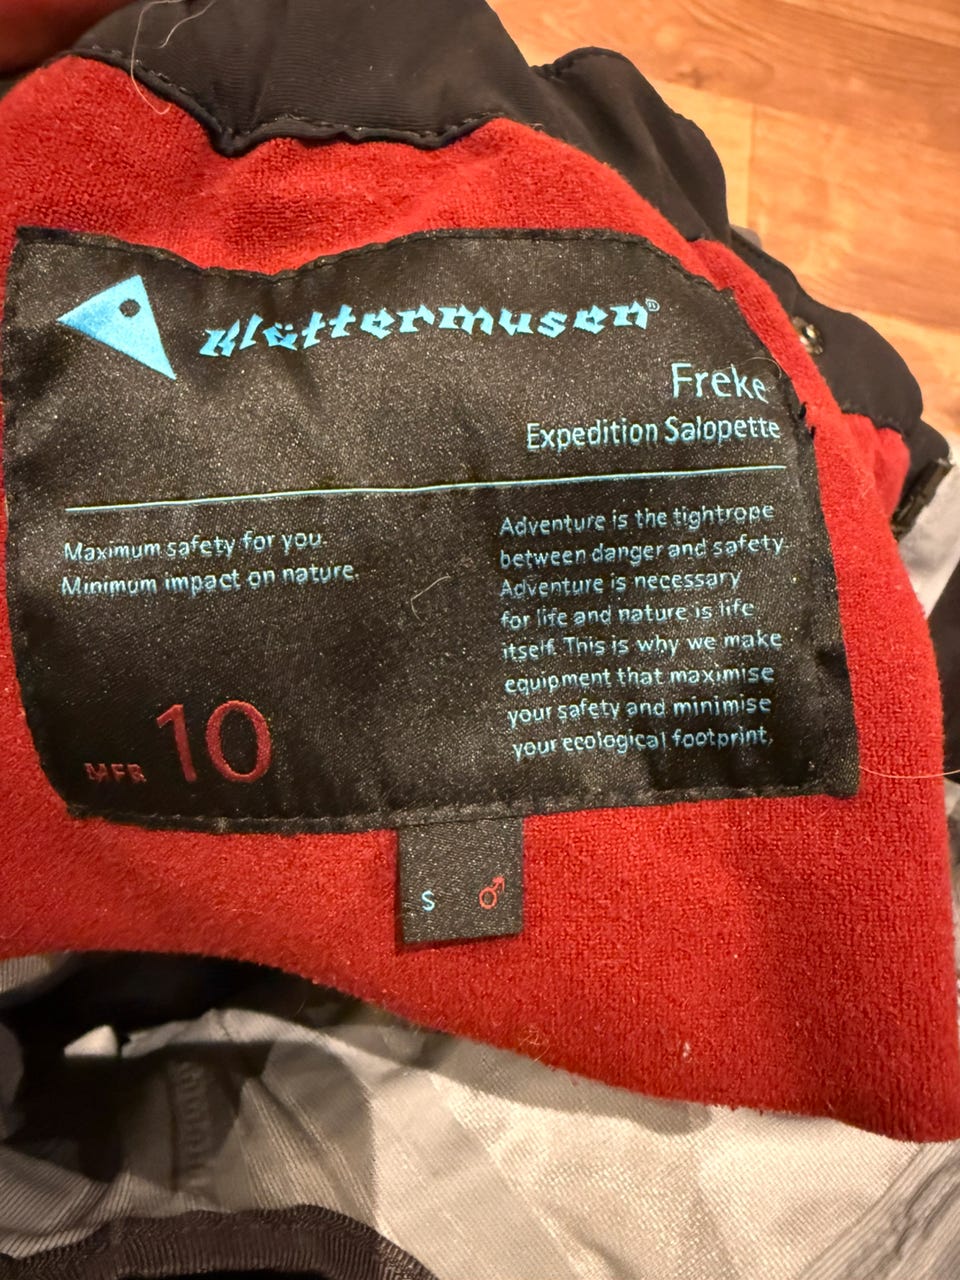 Klättermusen®
Freke
Expedition Salopette
Maximum safety for you.
Minimum impact on nature.
Adventure is the tightrope
between danger and safety.
Adventure is necessary
for life and nature is life
itself. This is why we make
equipment that maximise
your safety and minimise
your ecological footprint.
MFR 10
S ♂